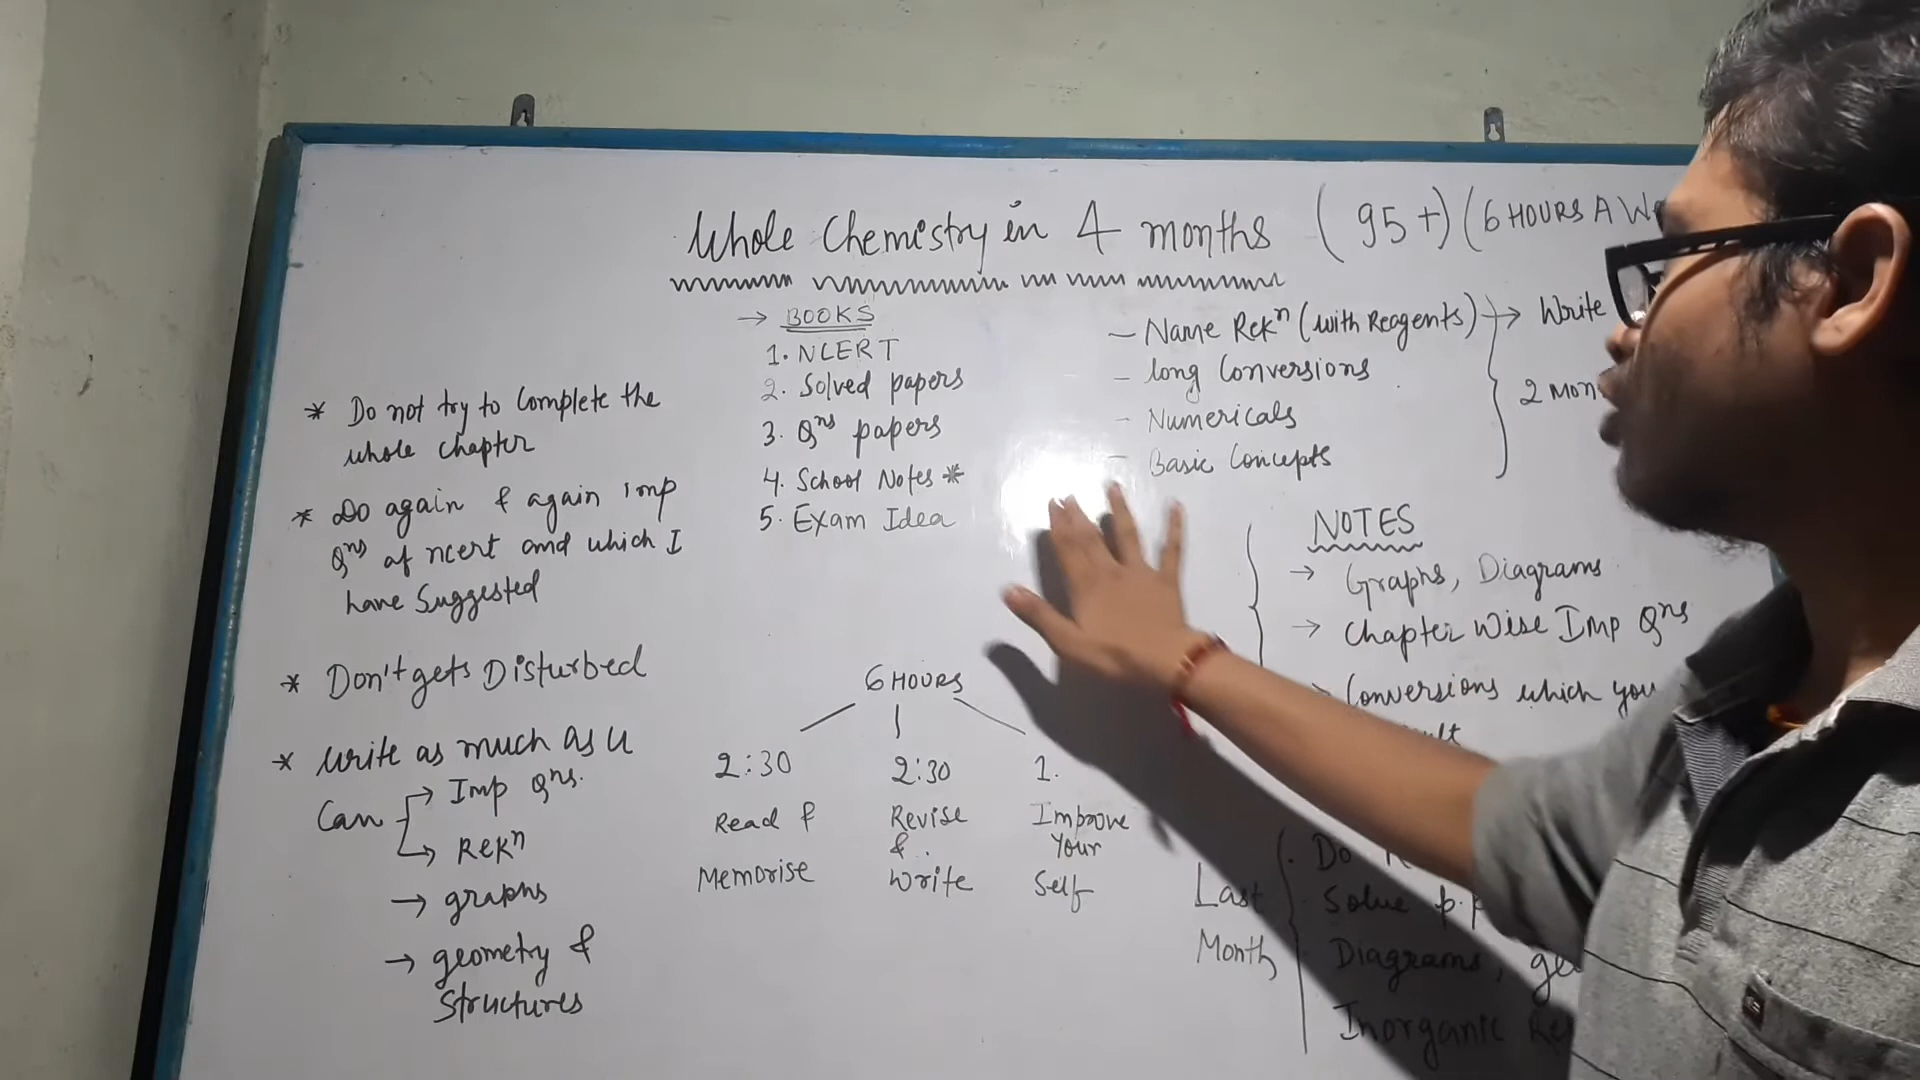 Whole Chemistry in 4 months (95+) (6 HOURS A
→ BOOKS
1. NCERT
2. Solved papers
3. Qns papers
4. School Notes *
5. Exam Idea
* Do not try to Complete the
whole chapter
* Do again & again imp
Qns of ncert and which I
have Suggested
* Don't gets Disturbed
* Write as much as u
Can → Imp Qns.
→ Rekn
→ graphs
→ geometry &
Structures
6 HOURS
2:30
Read &
Memorise
2:30
Revise
&
Write
1.
Improve
Your
Self
- Name Rekn (with Reagents) → Write
- long Conversions
- Numericals
- Basic Concepts
2
NOTES
→ Graphs, Diagrams
→ Chapter Wise Imp Qns
Conversions which you
Last
Month
. Do
. Solve p.p
. Diagrams,
Inorganic